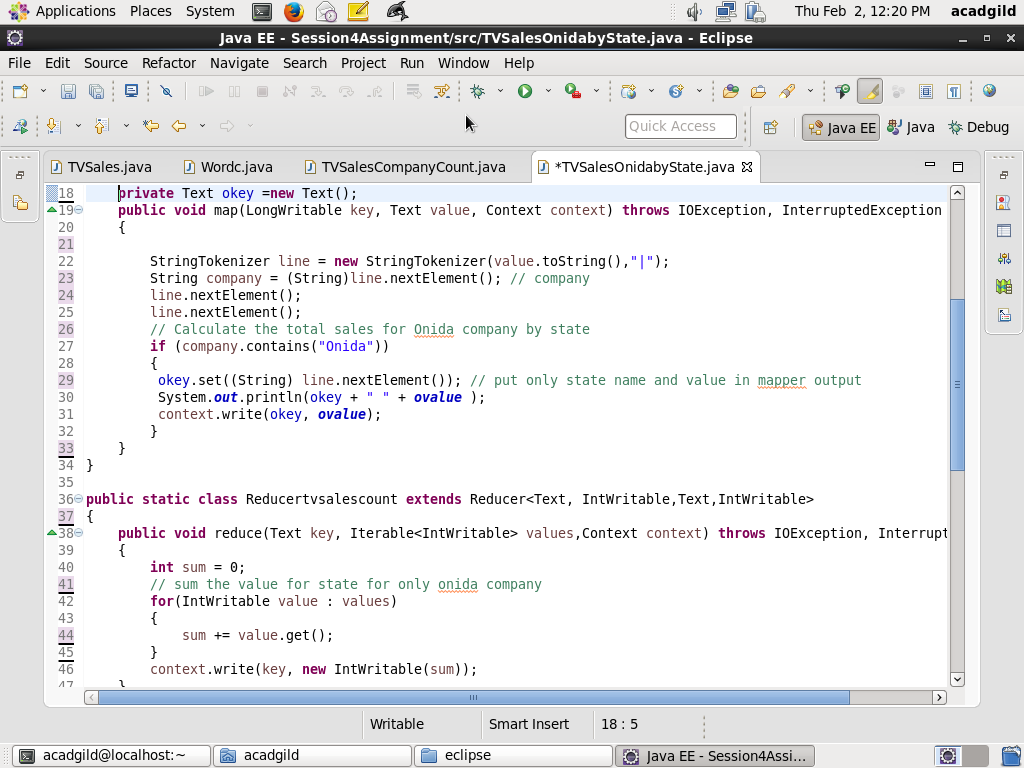 Applications Places System Thu Feb 2, 12:20 PM acadgild
Java EE - Session4Assignment/src/TVSalesOnidabyState.java - Eclipse
File Edit Source Refactor Navigate Search Project Run Window Help
Quick Access Java EE Java Debug
TVSales.java Wordc.java TVSalesCompanyCount.java *TVSalesOnidabyState.java
18 private Text okey =new Text();
19 public void map(LongWritable key, Text value, Context context) throws IOException, InterruptedException
20 {
21
22 StringTokenizer line = new StringTokenizer(value.toString(),"|");
23 String company = (String)line.nextElement(); // company
24 line.nextElement();
25 line.nextElement();
26 // Calculate the total sales for Onida company by state
27 if (company.contains("Onida"))
28 {
29 okey.set((String) line.nextElement()); // put only state name and value in mapper output
30 System.out.println(okey + " " + ovalue );
31 context.write(okey, ovalue);
32 }
33 }
34 }
35
36 public static class Reducertvsalescount extends Reducer<Text, IntWritable,Text,IntWritable>
37 {
38 public void reduce(Text key, Iterable<IntWritable> values,Context context) throws IOException, Interrupt
39 {
40 int sum = 0;
41 // sum the value for state for only onida company
42 for(IntWritable value : values)
43 {
44 sum += value.get();
45 }
46 context.write(key, new IntWritable(sum));
47 }
Writable Smart Insert 18 : 5
acadgild@localhost:~ acadgild eclipse Java EE - Session4Assi...